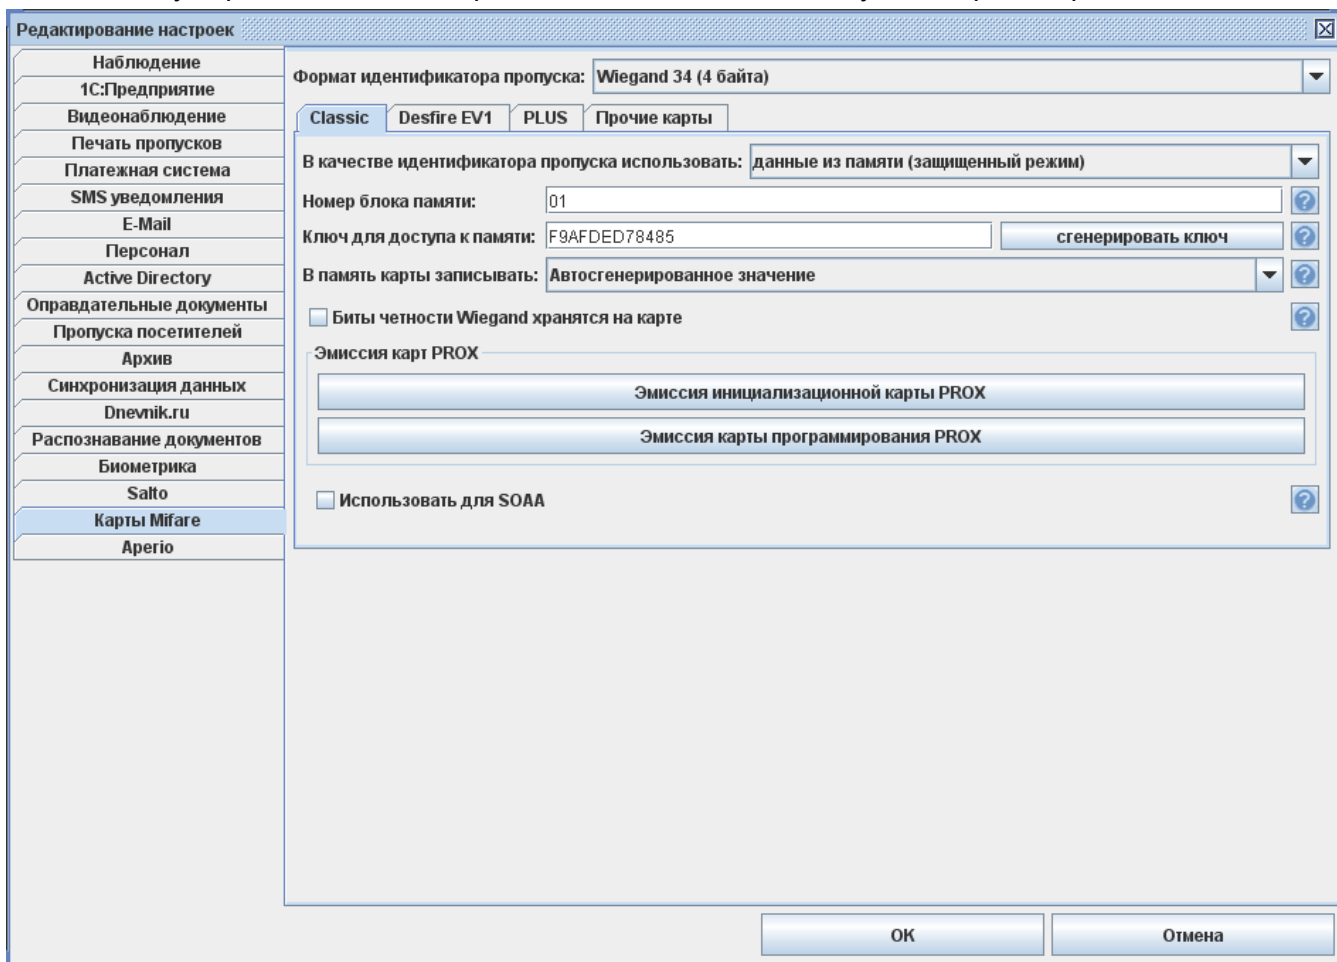 Редактирование настроек
Наблюдение
1С:Предприятие
Видеонаблюдение
Печать пропусков
Платежная система
SMS уведомления
E-Mail
Персонал
Active Directory
Оправдательные документы
Пропуска посетителей
Архив
Синхронизация данных
Dnevnik.ru
Распознавание документов
Биометрика
Salto
Карты Mifare
Aperio
Формат идентификатора пропуска: Wiegand 34 (4 байта)
Classic Desfire EV1 PLUS Прочие карты
В качестве идентификатора пропуска использовать: данные из памяти (защищенный режим)
Номер блока памяти: 01 ?
Ключ для доступа к памяти: F9AFDED78485 сгенерировать ключ ?
В память карты записывать: Автосгенерированное значение ?
Биты четности Wiegand хранятся на карте ?
Эмиссия карт PROX
Эмиссия инициализационной карты PROX
Эмиссия карты программирования PROX
Использовать для SOAA ?
ОК Отмена